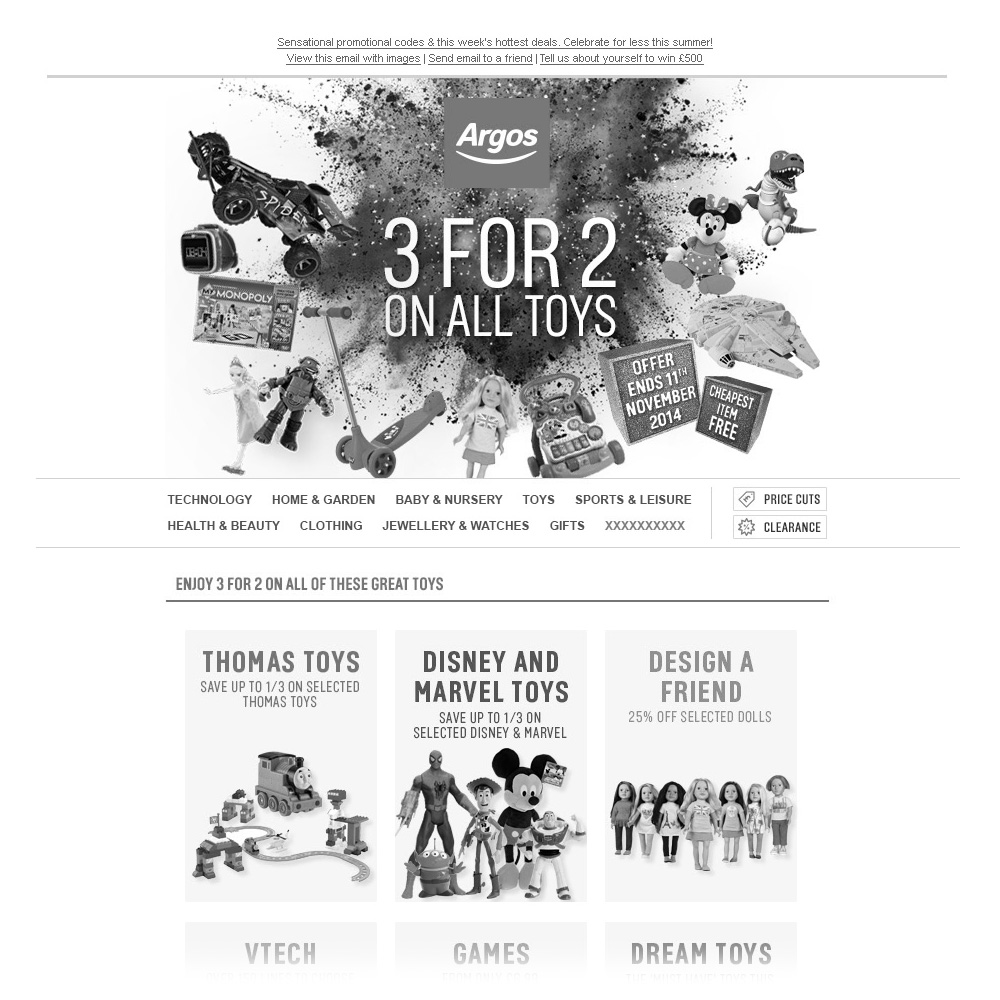 Sensational promotional codes & this week's hottest deals. Celebrate for less this summer!
View this email with images | Send email to a friend | Tell us about yourself to win £500
Argos
3 FOR 2
ON ALL TOYS
SPIDER
08:04
MONOPOLY
OFFER
ENDS 11TH
NOVEMBER
2014
CHEAPEST
ITEM
FREE
TECHNOLOGY HOME & GARDEN BABY & NURSERY TOYS SPORTS & LEISURE
HEALTH & BEAUTY CLOTHING JEWELLERY & WATCHES GIFTS XXXXXXXXXX
PRICE CUTS
CLEARANCE
ENJOY 3 FOR 2 ON ALL OF THESE GREAT TOYS
THOMAS TOYS
SAVE UP TO 1/3 ON SELECTED
THOMAS TOYS
DISNEY AND
MARVEL TOYS
SAVE UP TO 1/3 ON
SELECTED DISNEY & MARVEL
DESIGN A
FRIEND
25% OFF SELECTED DOLLS
VTECH
GAMES
DREAM TOYS